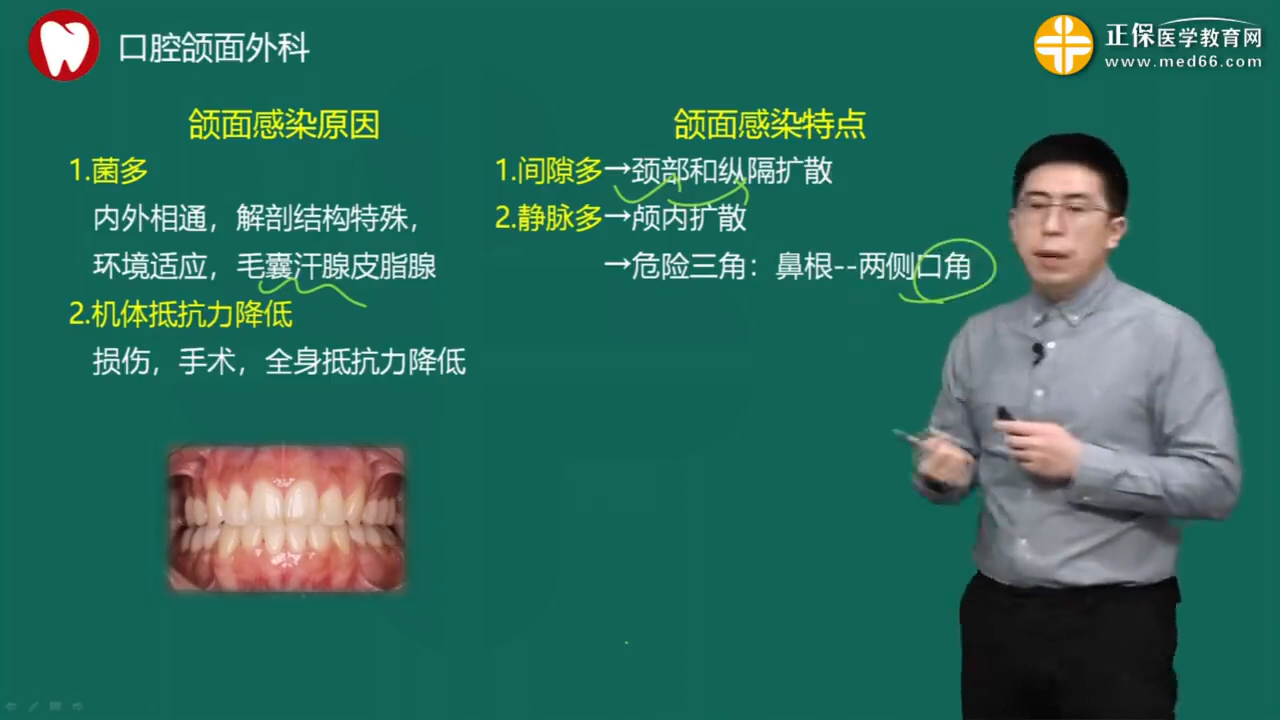 口腔颌面外科
正保医学教育网
www.med66.com
颌面感染原因
1.菌多
内外相通，解剖结构特殊，
环境适应，毛囊汗腺皮脂腺
2.机体抵抗力降低
损伤，手术，全身抵抗力降低
颌面感染特点
1.间隙多→颈部和纵隔扩散
2.静脉多→颅内扩散
→危险三角：鼻根--两侧口角